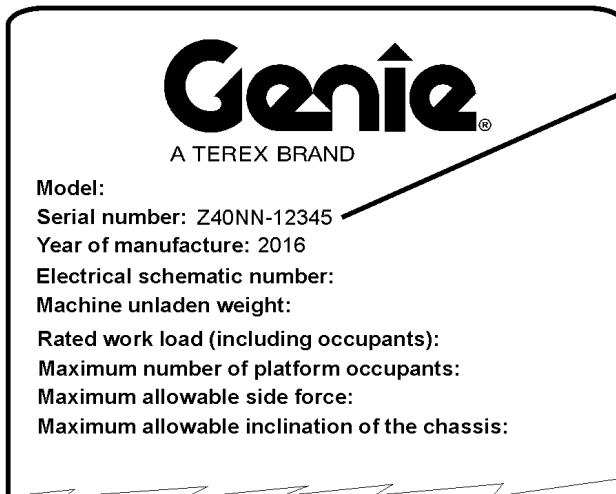 Genie®
A TEREX BRAND
Model:
Serial number: Z40NN-12345
Year of manufacture: 2016
Electrical schematic number:
Machine unladen weight:
Rated work load (including occupants):
Maximum number of platform occupants:
Maximum allowable side force:
Maximum allowable inclination of the chassis: